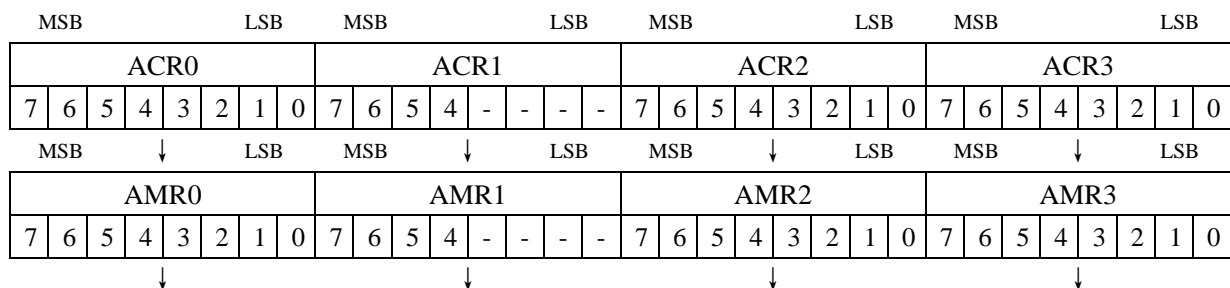 MSB LSB MSB LSB MSB LSB MSB LSB
ACR0 ACR1 ACR2 ACR3
7 6 5 4 3 2 1 0 7 6 5 4 - - - - 7 6 5 4 3 2 1 0 7 6 5 4 3 2 1 0
MSB ↓ LSB MSB ↓ LSB MSB ↓ LSB MSB ↓ LSB
AMR0 AMR1 AMR2 AMR3
7 6 5 4 3 2 1 0 7 6 5 4 - - - - 7 6 5 4 3 2 1 0 7 6 5 4 3 2 1 0
↓ ↓ ↓ ↓